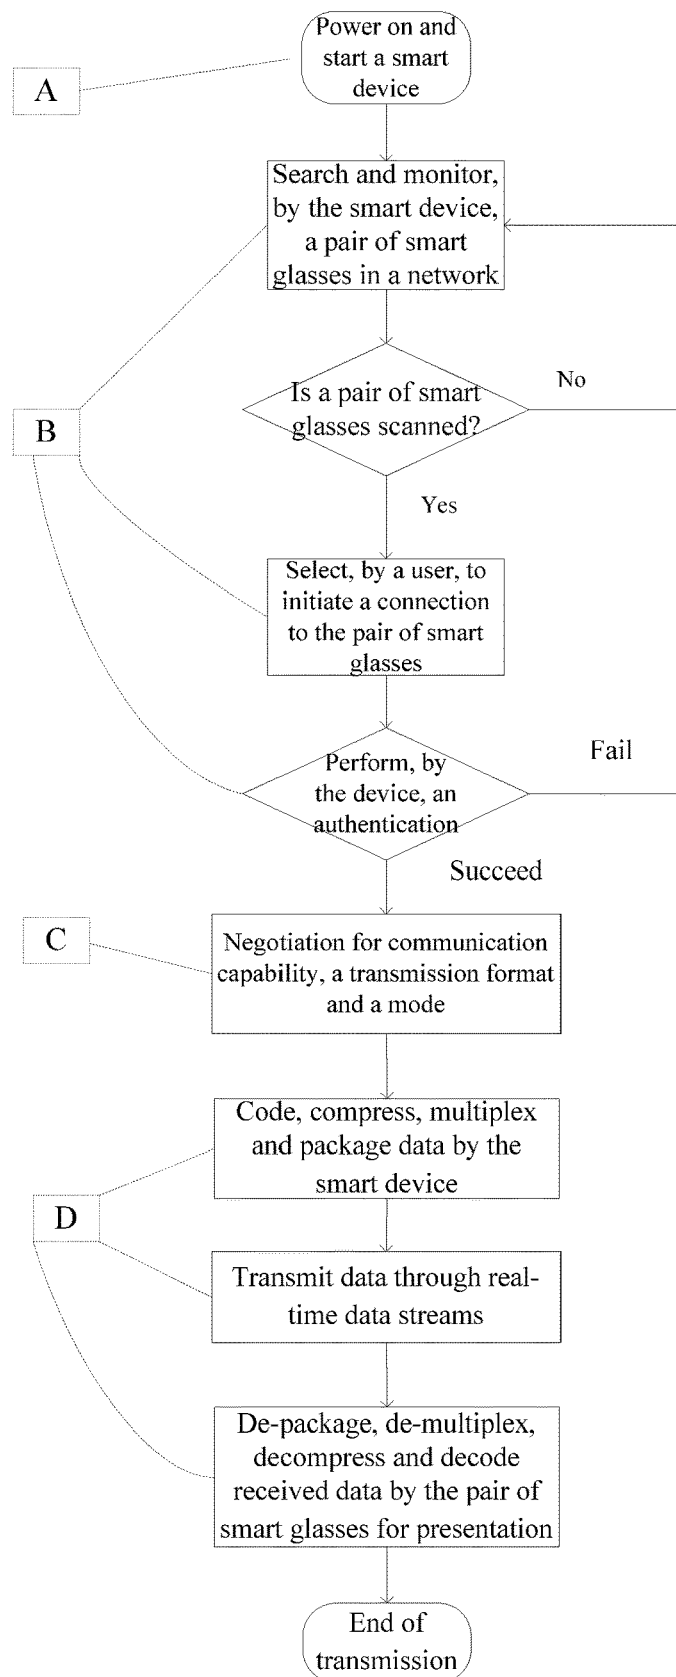 Power on and
start a smart
device
A
Search and monitor,
by the smart device,
a pair of smart
glasses in a network
Is a pair of smart
glasses scanned?
No
B
Yes
Select, by a user, to
initiate a connection
to the pair of smart
glasses
Fail
Perform, by
the device, an
authentication
Succeed
C
Negotiation for communication
capability, a transmission format
and a mode
Code, compress, multiplex
and package data by the
smart device
D
Transmit data through real-
time data streams
De-package, de-multiplex,
decompress and decode
received data by the pair of
smart glasses for presentation
End of
transmission